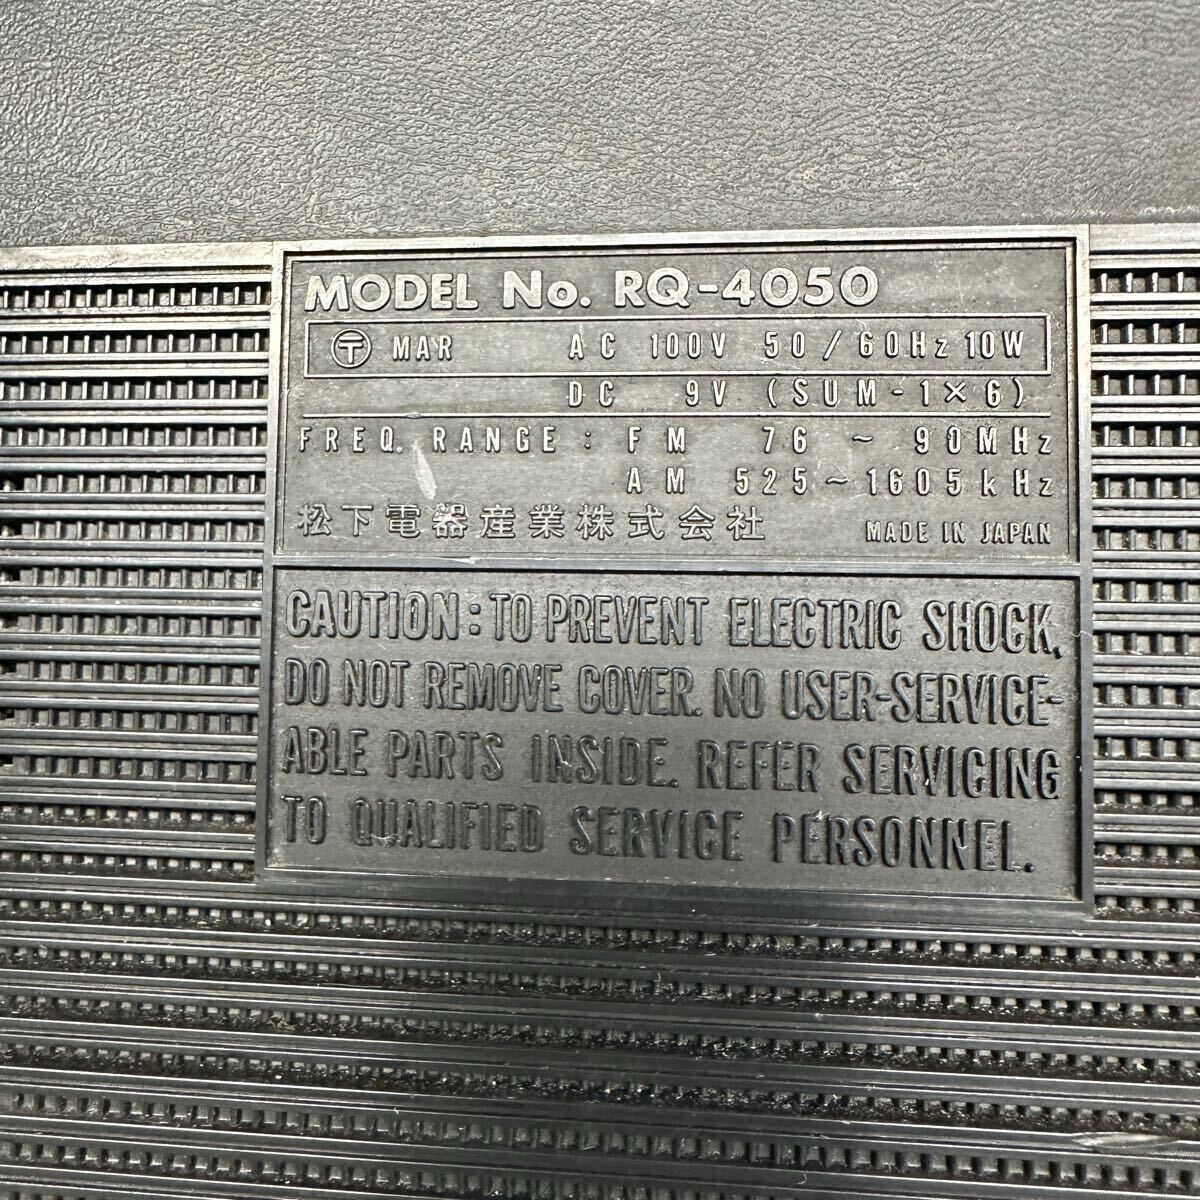 MODEL No. RQ-4050
〒 MAR AC 100V 50/60Hz 10W
DC 9V (SUM-1×6)
FREQ. RANGE: FM 76 ~ 90MHz
AM 525~1605kHz
松下電器産業株式会社 MADE IN JAPAN
CAUTION: TO PREVENT ELECTRIC SHOCK,
DO NOT REMOVE COVER. NO USER-SERVICE-
ABLE PARTS INSIDE. REFER SERVICING
TO QUALIFIED SERVICE PERSONNEL.